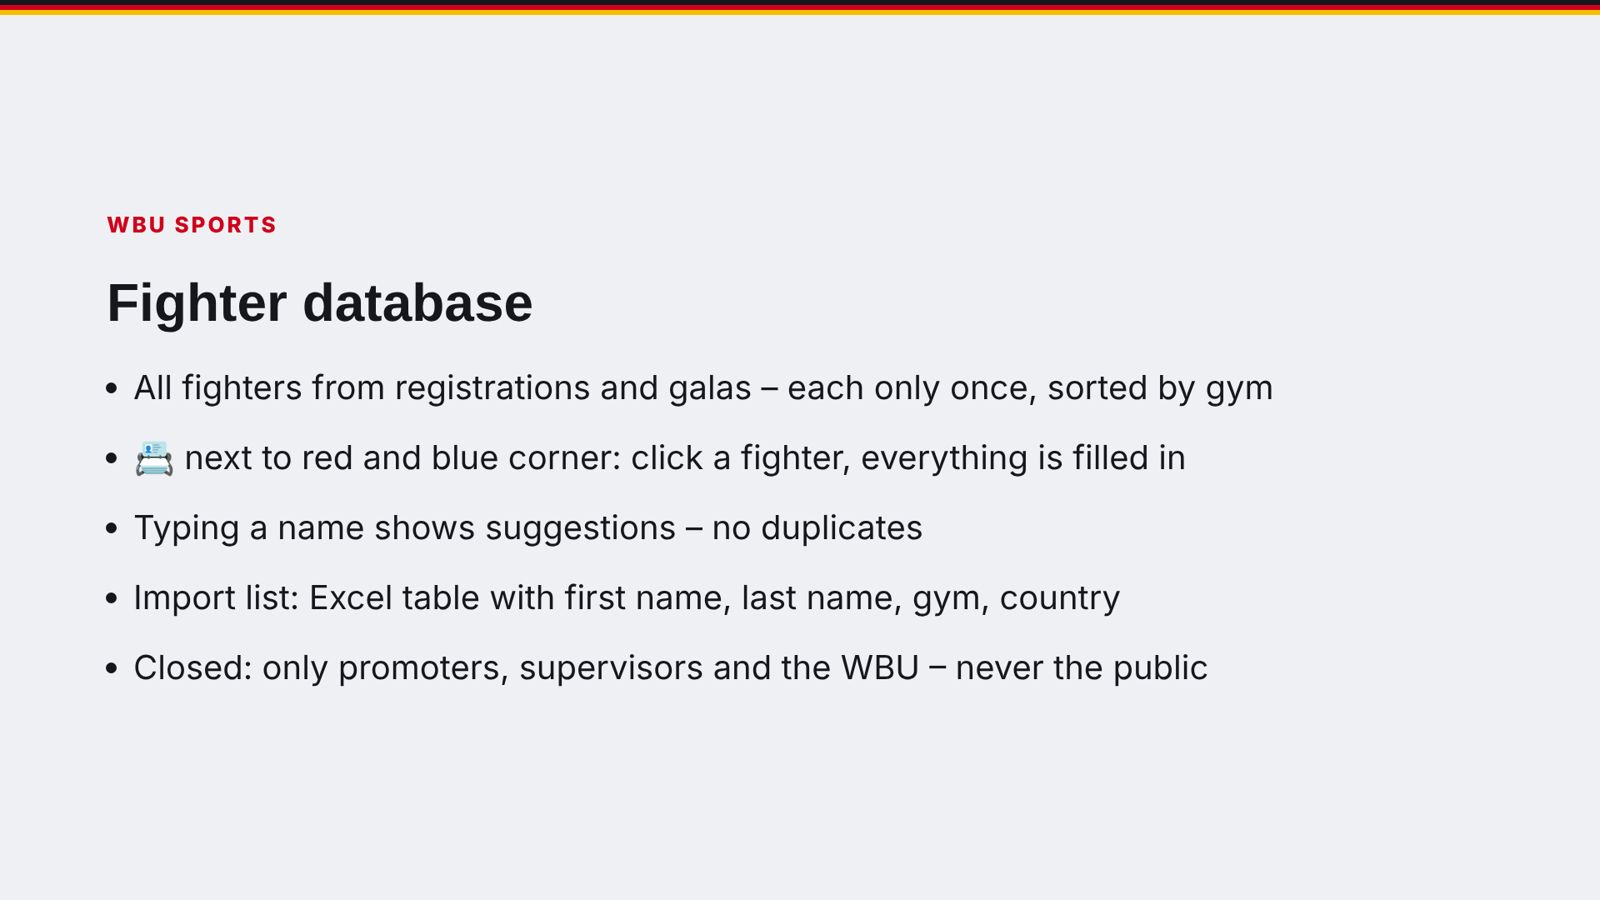 WBU SPORTS
Fighter database
• All fighters from registrations and galas – each only once, sorted by gym
• 📇 next to red and blue corner: click a fighter, everything is filled in
• Typing a name shows suggestions – no duplicates
• Import list: Excel table with first name, last name, gym, country
• Closed: only promoters, supervisors and the WBU – never the public